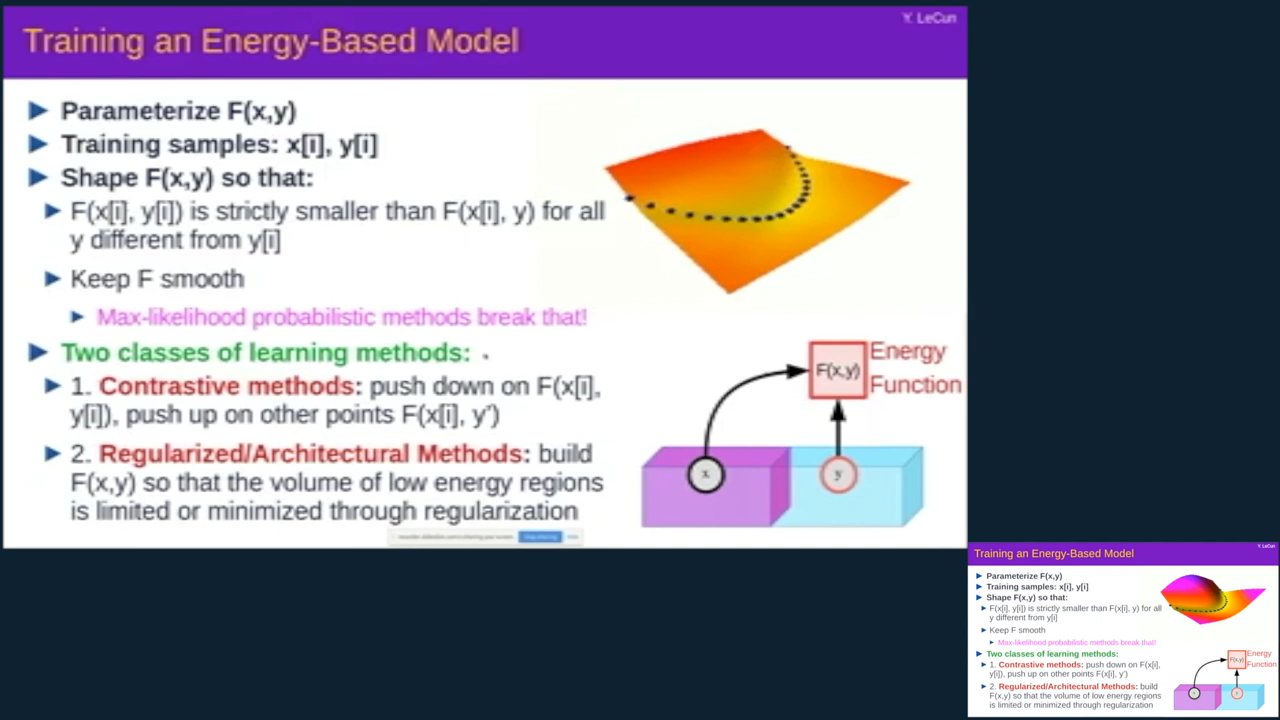 Y. LeCun
Training an Energy-Based Model
Parameterize F(x,y)
Training samples: x[i], y[i]
Shape F(x,y) so that:
F(x[i], y[i]) is strictly smaller than F(x[i], y) for all
y different from y[i]
Keep F smooth
Max-likelihood probabilistic methods break that!
Two classes of learning methods:
1. Contrastive methods: push down on F(x[i],
y[i]), push up on other points F(x[i], y')
2. Regularized/Architectural Methods: build
F(x,y) so that the volume of low energy regions
is limited or minimized through regularization
F(x,y)
Energy
Function
x
y
Y. LeCun
Training an Energy-Based Model
Parameterize F(x,y)
Training samples: x[i], y[i]
Shape F(x,y) so that:
F(x[i], y[i]) is strictly smaller than F(x[i], y) for all
y different from y[i]
Keep F smooth
Max-likelihood probabilistic methods break that!
Two classes of learning methods:
1. Contrastive methods: push down on F(x[i],
y[i]), push up on other points F(x[i], y')
2. Regularized/Architectural Methods: build
F(x,y) so that the volume of low energy regions
is limited or minimized through regularization
F(x,y)
Energy
Function